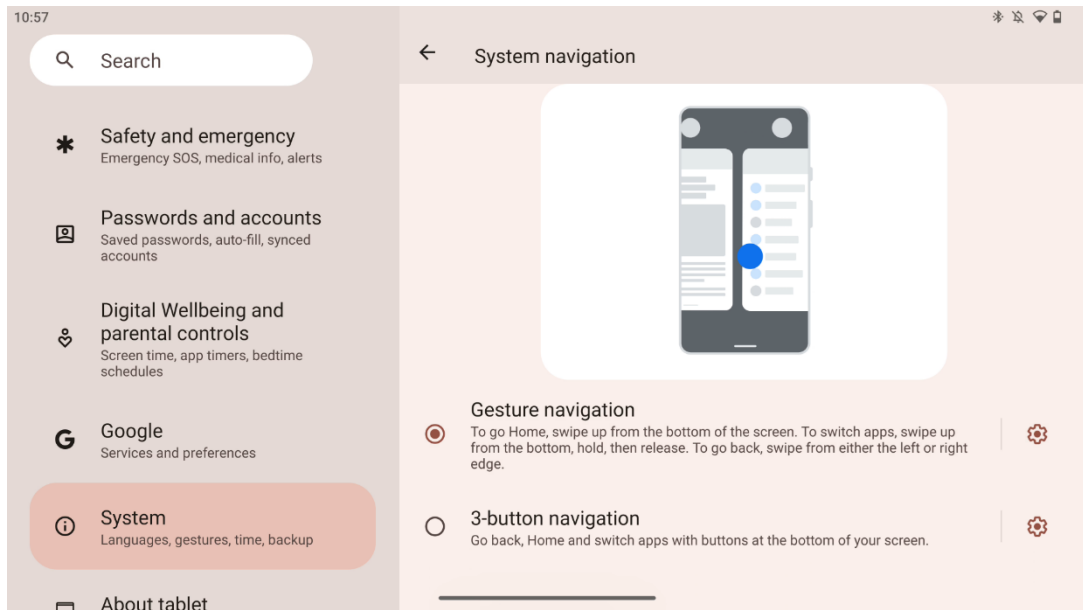 10:57
Search
Safety and emergency
Emergency SOS, medical info, alerts
Passwords and accounts
Saved passwords, auto-fill, synced
accounts
Digital Wellbeing and
parental controls
Screen time, app timers, bedtime
schedules
Google
Services and preferences
System
Languages, gestures, time, backup
About tablet
System navigation
Gesture navigation
To go Home, swipe up from the bottom of the screen. To switch apps, swipe up
from the bottom, hold, then release. To go back, swipe from either the left or right
edge.
3-button navigation
Go back, Home and switch apps with buttons at the bottom of your screen.